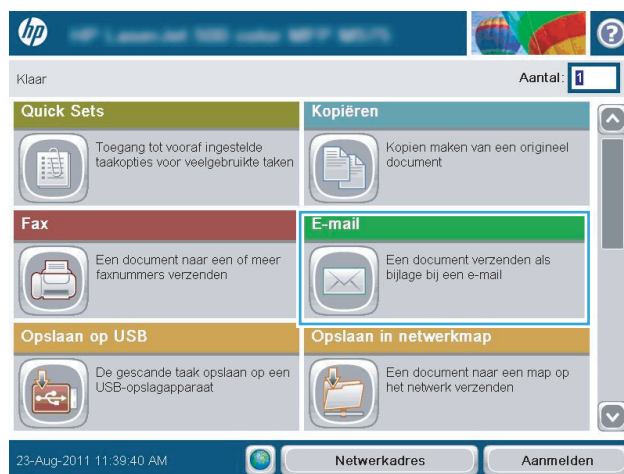 hp
Klaar
Aantal: 1
Quick Sets
Toegang tot vooraf ingestelde
taakopties voor veelgebruikte taken
Kopiëren
Kopien maken van een origineel
document
Fax
Een document naar een of meer
faxnummers verzenden
E-mail
Een document verzenden als
bijlage bij een e-mail
Opslaan op USB
De gescande taak opslaan op een
USB-opslagapparaat
Opslaan in netwerkmap
Een document naar een map op
het netwerk verzenden
23-Aug-2011 11:39:40 AM
Netwerkadres
Aanmelden